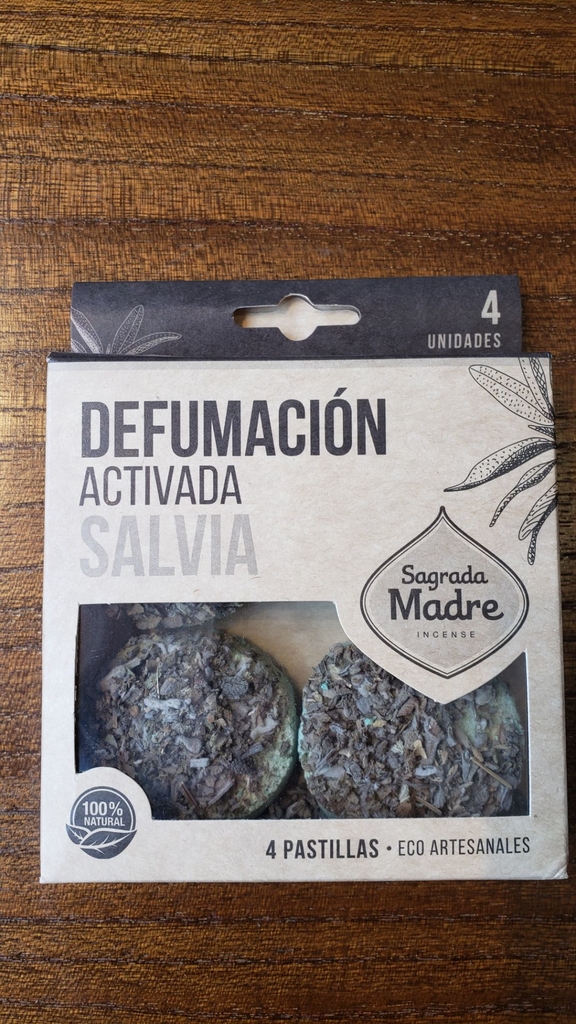 4
UNIDADES
DEFUMACIÓN
ACTIVADA
SALVIA
Sagrada
Madre
INCENSE
100%
NATURAL
4 PASTILLAS • ECO ARTESANALES